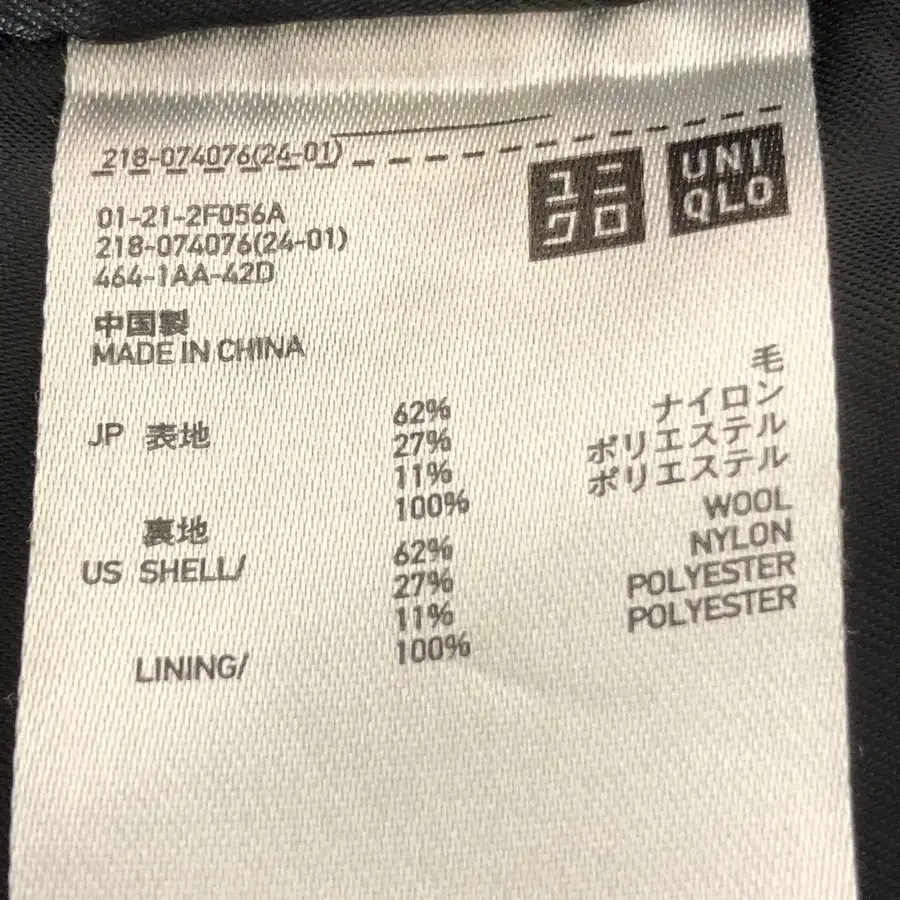 218-074076(24-01)
ユニ
クロ
UNI
QLO
01-21-2F056A
218-074076(24-01)
464-1AA-42D
中国製
MADE IN CHINA
JP 表地 62% 毛
27% ナイロン
11% ポリエステル
裏地 100% ポリエステル
US SHELL/ 62% WOOL
27% NYLON
11% POLYESTER
LINING/ 100% POLYESTER